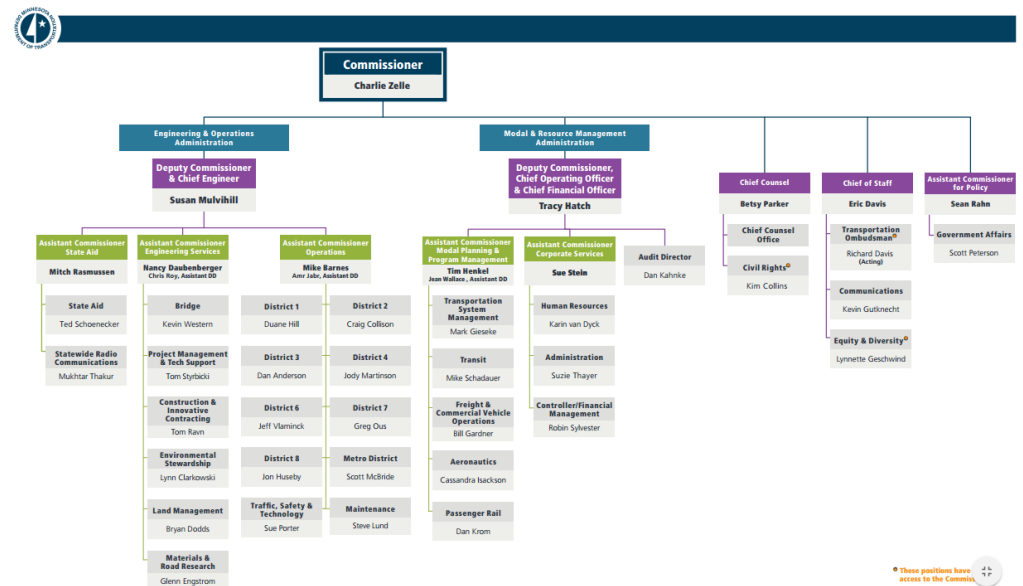 MINNESOTA
DEPARTMENT OF TRANSPORTATION
Commissioner
Charlie Zelle
Engineering & Operations
Administration
Deputy Commissioner
& Chief Engineer
Susan Mulvihill
Modal & Resource Management
Administration
Deputy Commissioner,
Chief Operating Officer
& Chief Financial Officer
Tracy Hatch
Chief Counsel
Betsy Parker
Chief Counsel
Office
Civil Rights
Kim Collins
Chief of Staff
Eric Davis
Transportation
Ombudsman
Richard Davis
(Acting)
Communications
Kevin Gutknecht
Equity & Diversity
Lynnette Geschwind
Assistant Commissioner
for Policy
Sean Rahn
Government Affairs
Scott Peterson
Assistant Commissioner
State Aid
Mitch Rasmussen
State Aid
Ted Schoenecker
Statewide Radio
Communications
Mukhtar Thakur
Assistant Commissioner
Engineering Services
Nancy Daubenberger
Chris Roy, Assistant DD
Bridge
Kevin Western
Project Management
& Tech Support
Tom Styrbicki
Construction &
Innovative
Contracting
Tom Ravn
Environmental
Stewardship
Lynn Clarkowski
Land Management
Bryan Dodds
Materials &
Road Research
Glenn Engstrom
Assistant Commissioner
Operations
Mike Barnes
Amr Jabr, Assistant DD
District 1
Duane Hill
District 2
Craig Collison
District 3
Dan Anderson
District 4
Jody Martinson
District 6
Jeff Vlaminck
District 7
Greg Ous
District 8
Jon Huseby
Metro District
Scott McBride
Traffic, Safety &
Technology
Sue Porter
Maintenance
Steve Lund
Assistant Commissioner
Modal Planning &
Program Management
Tim Henkel
Jean Wallace , Assistant DD
Transportation
System
Management
Mark Gieseke
Transit
Mike Schadauer
Freight &
Commercial Vehicle
Operations
Bill Gardner
Aeronautics
Cassandra Isackson
Passenger Rail
Dan Krom
Assistant Commissioner
Corporate Services
Sue Stein
Human Resources
Karin van Dyck
Administration
Suzie Thayer
Controller/Financial
Management
Robin Sylvester
Audit Director
Dan Kahnke
These positions have
access to the Commis